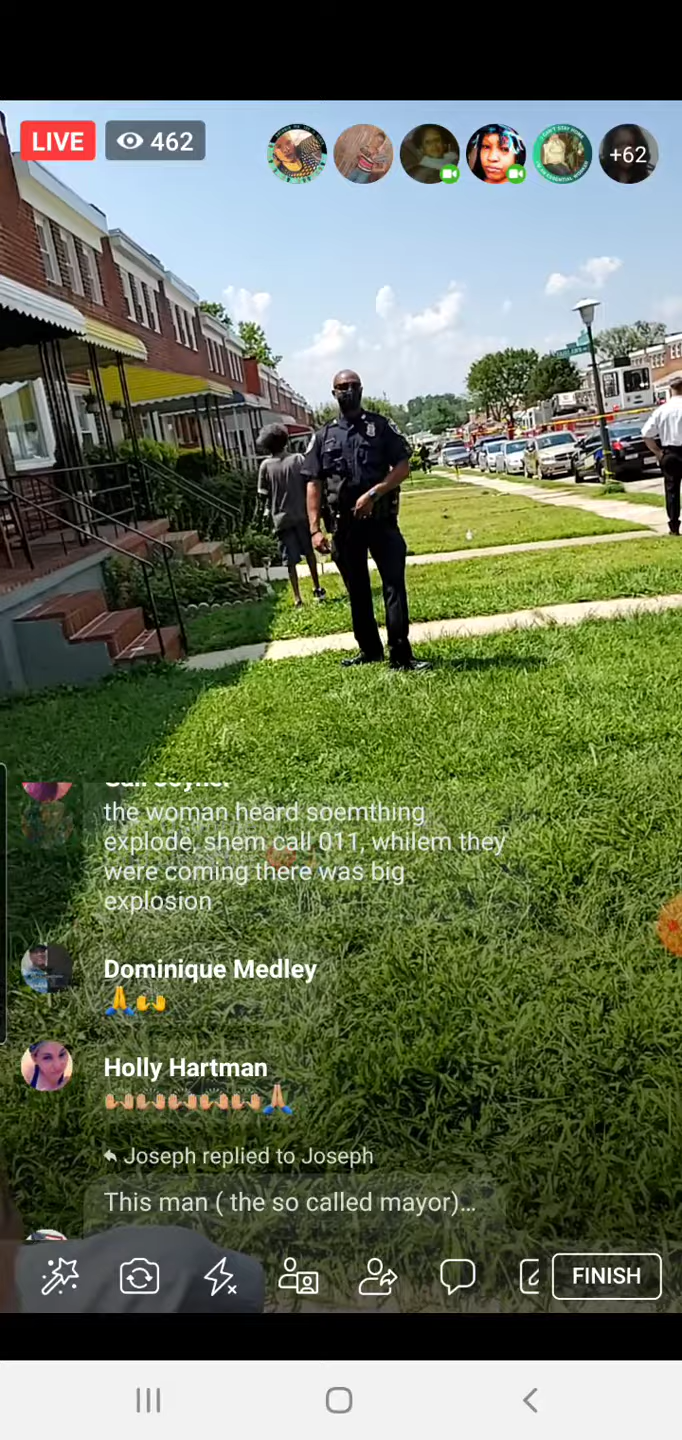 LIVE
462
+62
the woman heard soemthing
explode, shem call 011, whilem they
were coming there was big
explosion
Dominique Medley
🙏🙌
Holly Hartman
🙌🏼🙌🏼🙌🏼🙌🏼🙌🏼🙏
Joseph replied to Joseph
This man ( the so called mayor)...
FINISH